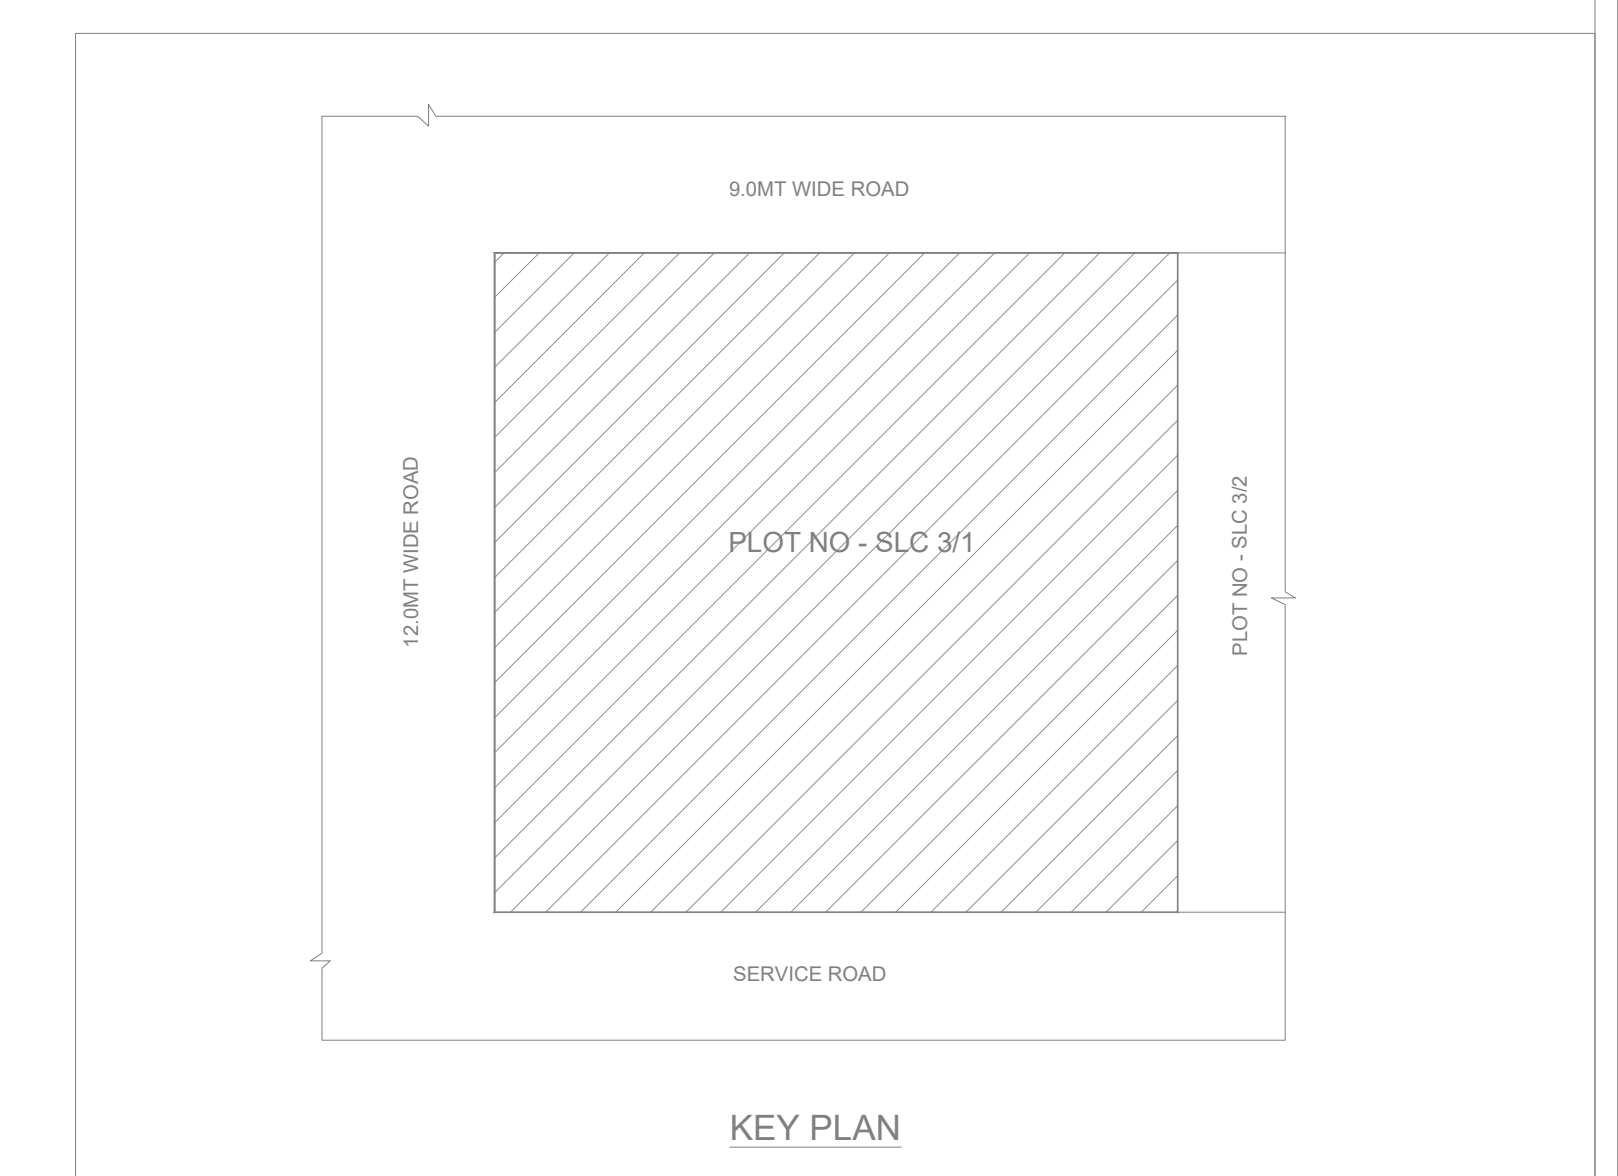 9.0MT WIDE ROAD
12.0MT WIDE ROAD
PLOT NO - SLC 3/1
PLOT NO - SLC 3/2
SERVICE ROAD
KEY PLAN